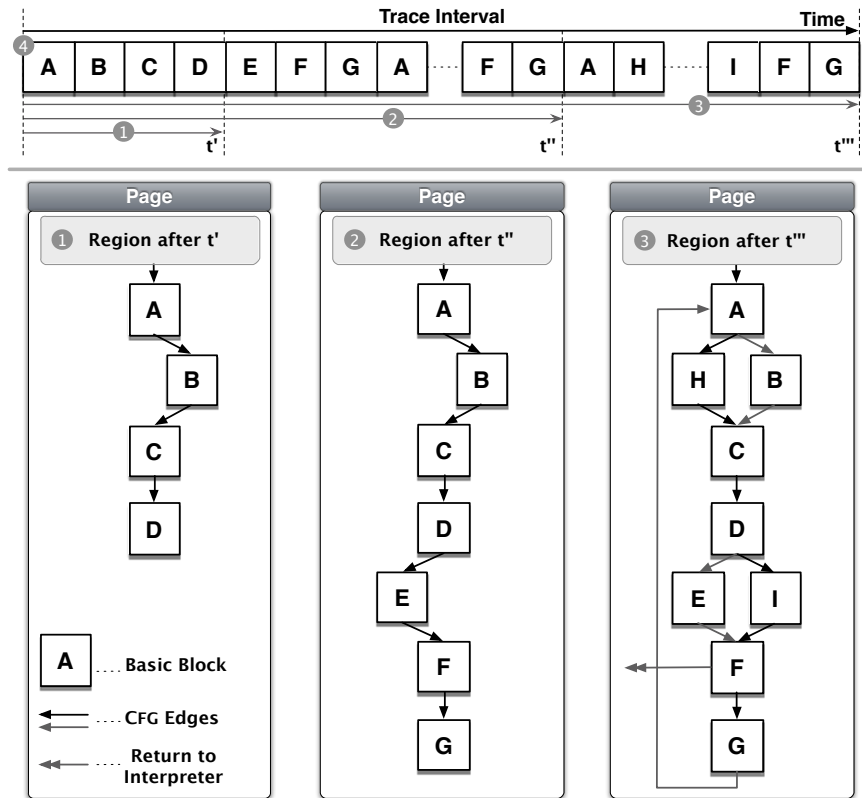 Trace Interval
Time
4
A B C D E F G A F G A H I F G
1
2
3
t' t'' t'''
Page
1 Region after t'
A
B
C
D
A Basic Block
CFG Edges
Return to
Interpreter
Page
2 Region after t''
A
B
C
D
E
F
G
Page
3 Region after t'''
A
H B
C
D
E I
F
G